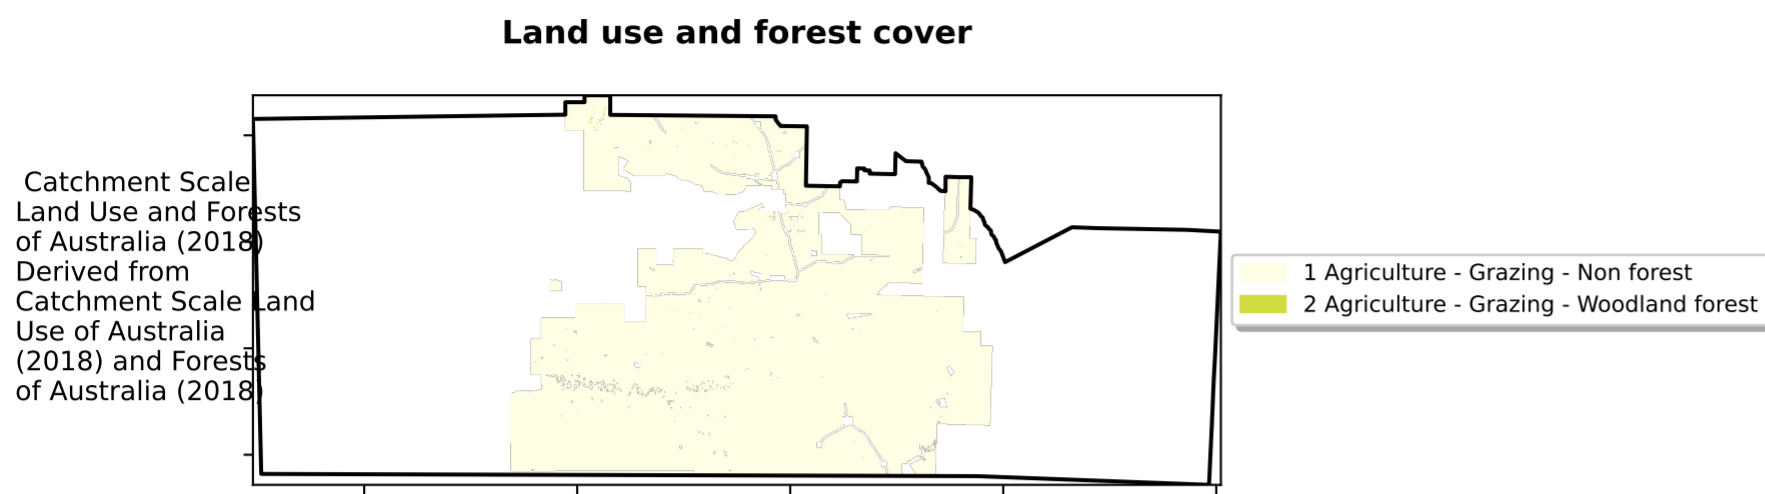 Land use and forest cover
Catchment Scale
Land Use and Forests
of Australia (2018)
Derived from
Catchment Scale Land
Use of Australia
(2018) and Forests
of Australia (2018)
1 Agriculture - Grazing - Non forest
2 Agriculture - Grazing - Woodland forest